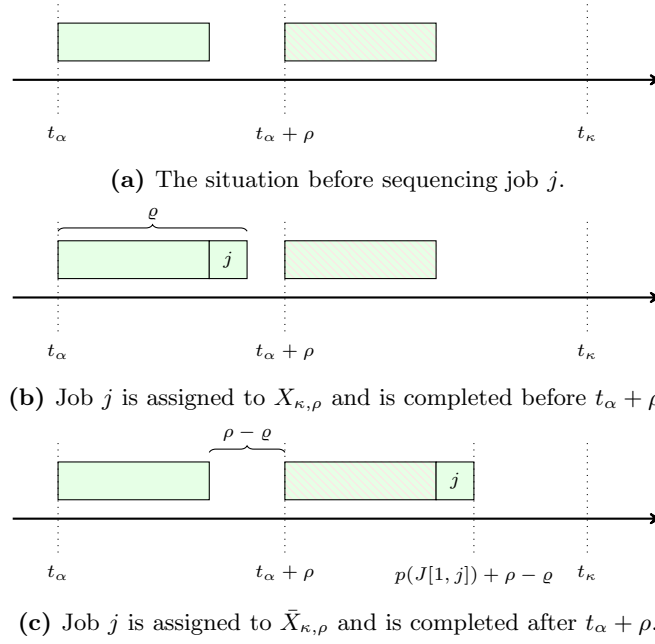 t_α t_α + ρ t_κ
(a) The situation before sequencing job j.
ϱ
j
t_α t_α + ρ t_κ
(b) Job j is assigned to X_{κ,ρ} and is completed before t_α + ρ
ρ − ϱ
j
t_α t_α + ρ p(J[1, j]) + ρ − ϱ t_κ
(c) Job j is assigned to X̄_{κ,ρ} and is completed after t_α + ρ.